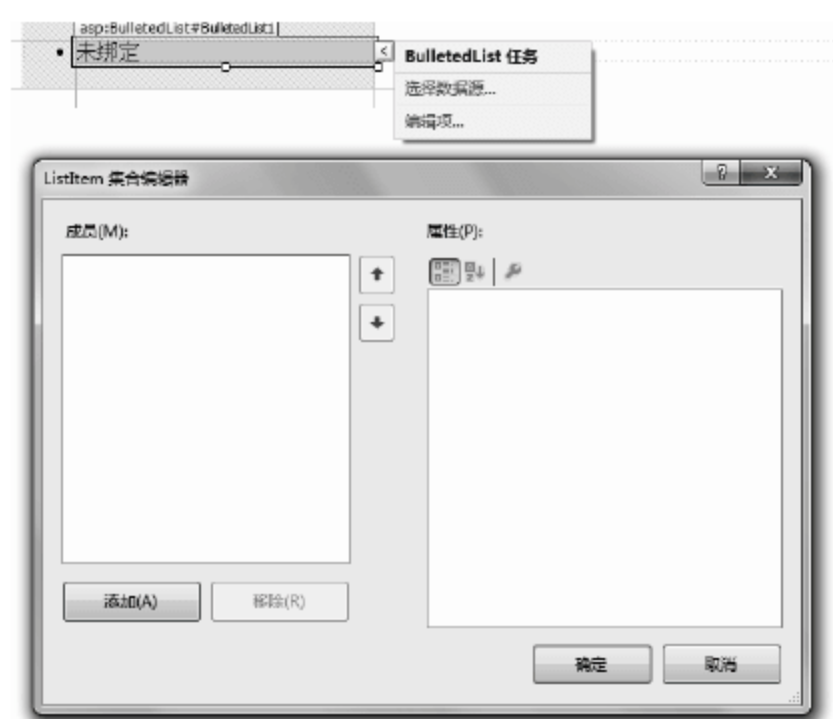 asp:BulletedList#BulletedList1
• 未绑定
<
BulletedList 任务
选择数据源...
编辑项...
ListItem 集合编辑器
? X
成员(M):
属性(P):
添加(A)
移除(R)
确定
取消